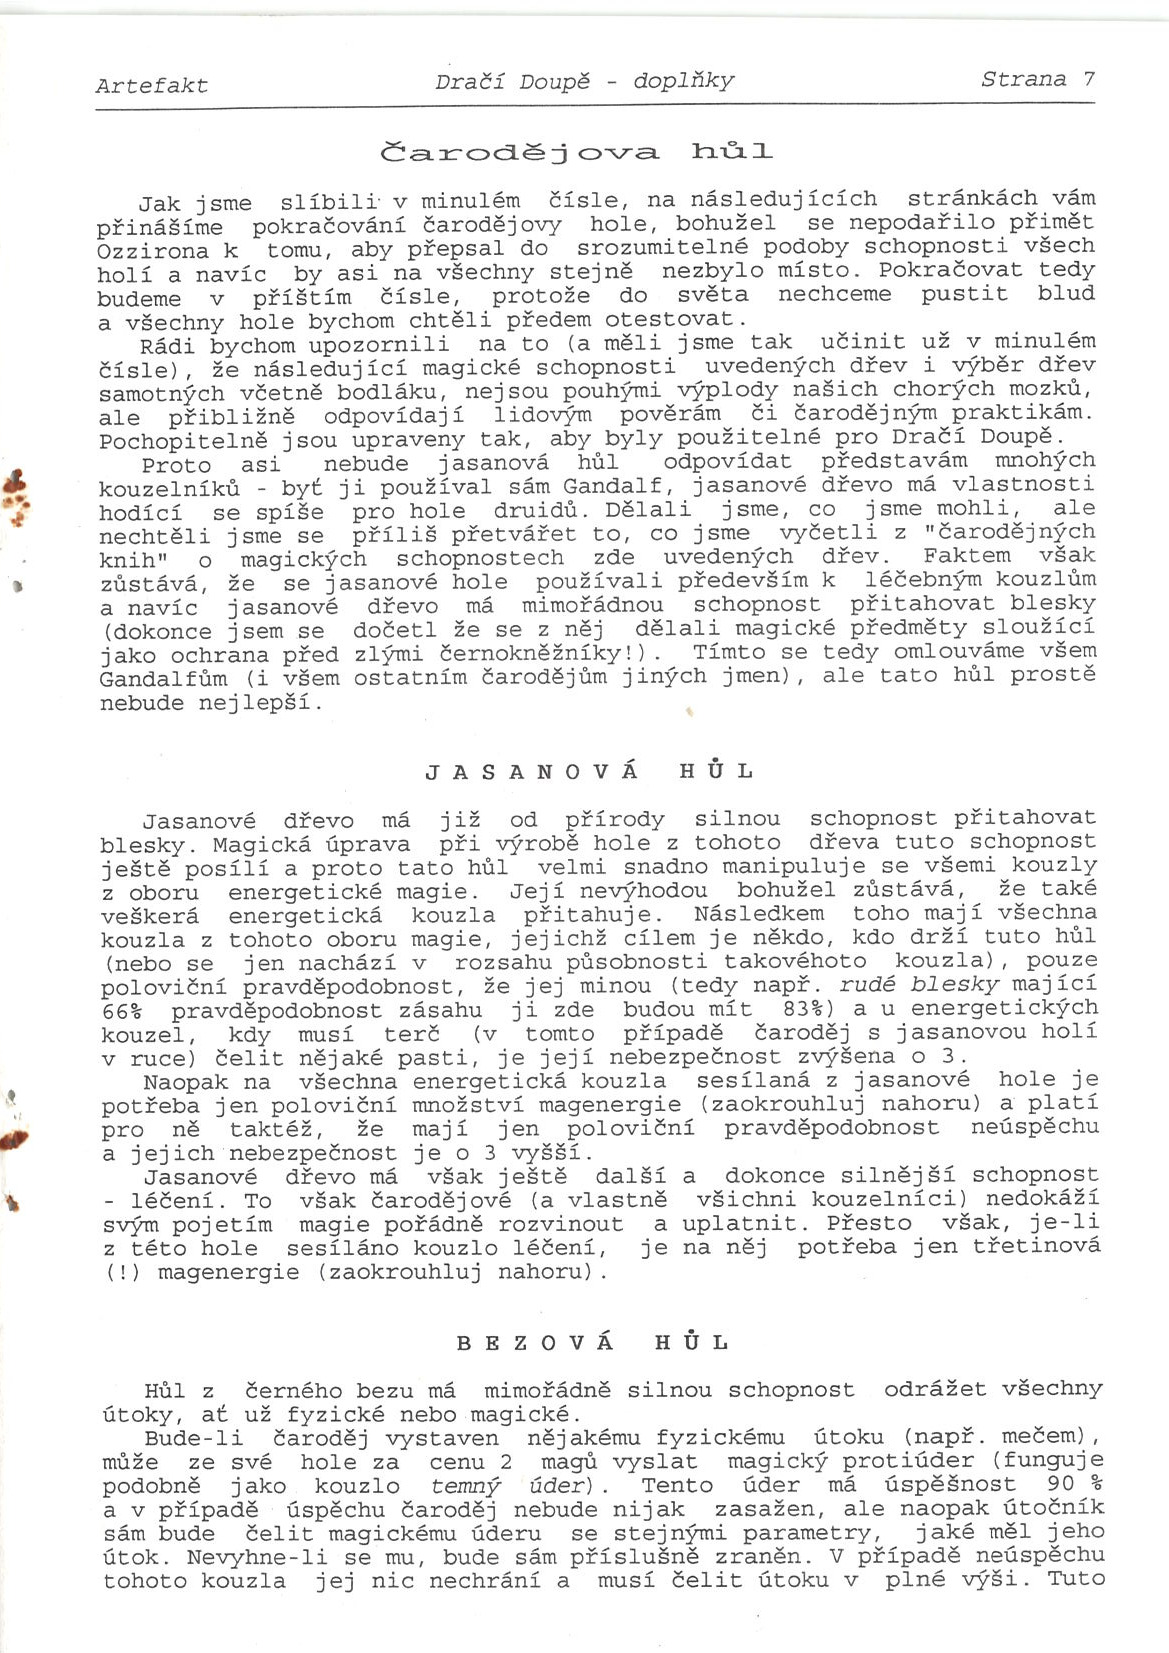 Artefakt Dračí Doupě - doplňky Strana 7
Čarodějova hůl
Jak jsme slíbili v minulém čísle, na následujících stránkách vám
přinášíme pokračování čarodějovy hole, bohužel se nepodařilo přimět
Ozzirona k tomu, aby přepsal do srozumitelné podoby schopnosti všech
holí a navíc by asi na všechny stejně nezbylo místo. Pokračovat tedy
budeme v příštím čísle, protože do světa nechceme pustit blud
a všechny hole bychom chtěli předem otestovat.
Rádi bychom upozornili na to (a měli jsme tak učinit už v minulém
čísle), že následující magické schopnosti uvedených dřev i výběr dřev
samotných včetně bodláku, nejsou pouhými výplody našich chorých mozků,
ale přibližně odpovídají lidovým pověrám či čarodějným praktikám.
Pochopitelně jsou upraveny tak, aby byly použitelné pro Dračí Doupě.
Proto asi nebude jasanová hůl odpovídat představám mnohých
kouzelníků - byť ji používal sám Gandalf, jasanové dřevo má vlastnosti
hodící se spíše pro hole druidů. Dělali jsme, co jsme mohli, ale
nechtěli jsme se příliš přetvářet to, co jsme vyčetli z "čarodějných
knih" o magických schopnostech zde uvedených dřev. Faktem však
zůstává, že se jasanové hole používali především k léčebným kouzlům
a navíc jasanové dřevo má mimořádnou schopnost přitahovat blesky
(dokonce jsem se dočetl že se z něj dělali magické předměty sloužící
jako ochrana před zlými černokněžníky!). Tímto se tedy omlouváme všem
Gandalfům (i všem ostatním čarodějům jiných jmen), ale tato hůl prostě
nebude nejlepší.
JASANOVÁ HŮL
Jasanové dřevo má již od přírody silnou schopnost přitahovat
blesky. Magická úprava při výrobě hole z tohoto dřeva tuto schopnost
ještě posílí a proto tato hůl velmi snadno manipuluje se všemi kouzly
z oboru energetické magie. Její nevýhodou bohužel zůstává, že také
veškerá energetická kouzla přitahuje. Následkem toho mají všechna
kouzla z tohoto oboru magie, jejichž cílem je někdo, kdo drží tuto hůl
(nebo se jen nachází v rozsahu působnosti takovéhoto kouzla), pouze
poloviční pravděpodobnost, že jej minou (tedy např. rudé blesky mající
66% pravděpodobnost zásahu ji zde budou mít 83%) a u energetických
kouzel, kdy musí terč (v tomto případě čaroděj s jasanovou holí
v ruce) čelit nějaké pasti, je její nebezpečnost zvýšena o 3.
Naopak na všechna energetická kouzla sesílaná z jasanové hole je
potřeba jen poloviční množství magenergie (zaokrouhluj nahoru) a platí
pro ně taktéž, že mají jen poloviční pravděpodobnost neúspěchu
a jejich nebezpečnost je o 3 vyšší.
Jasanové dřevo má však ještě další a dokonce silnější schopnost
- léčení. To však čarodějové (a vlastně všichni kouzelníci) nedokáží
svým pojetím magie pořádně rozvinout a uplatnit. Přesto však, je-li
z této hole sesíláno kouzlo léčení, je na něj potřeba jen třetinová
(!) magenergie (zaokrouhluj nahoru).
BEZOVÁ HŮL
Hůl z černého bezu má mimořádně silnou schopnost odrážet všechny
útoky, ať už fyzické nebo magické.
Bude-li čaroděj vystaven nějakému fyzickému útoku (např. mečem),
může ze své hole za cenu 2 magů vyslat magický protiúder (funguje
podobně jako kouzlo temný úder). Tento úder má úspěšnost 90 %
a v případě úspěchu čaroděj nebude nijak zasažen, ale naopak útočník
sám bude čelit magickému úderu se stejnými parametry, jaké měl jeho
útok. Nevyhne-li se mu, bude sám příslušně zraněn. V případě neúspěchu
tohoto kouzla jej nic nechrání a musí čelit útoku v plné výši. Tuto